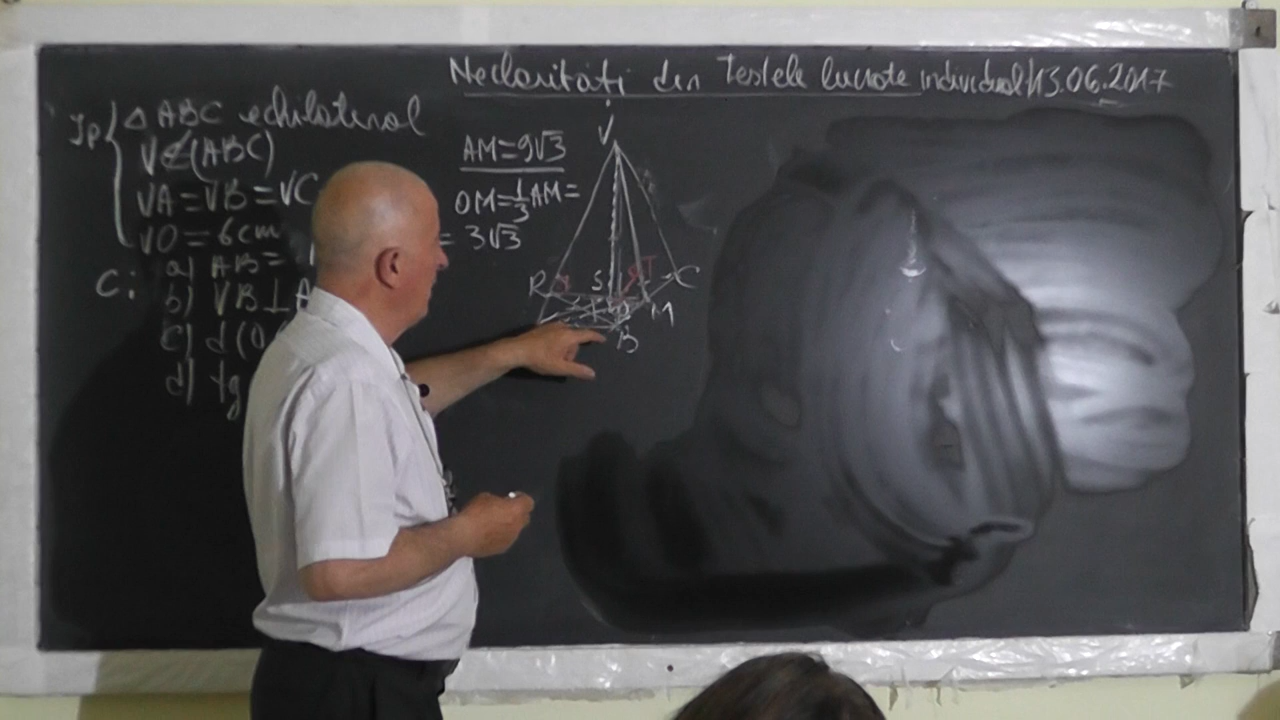 Neclarități din Testele lucrate individual 13.06.2017
Jp { △ ABC echilateral
V∉(ABC)
VA=VB=VC
VO=6cm
C: a) AB=
b) VB⊥A
c) d(O
d) tg
AM=9√3
OM=1/3 AM=
= 3√3
V
R S T C
O M
B